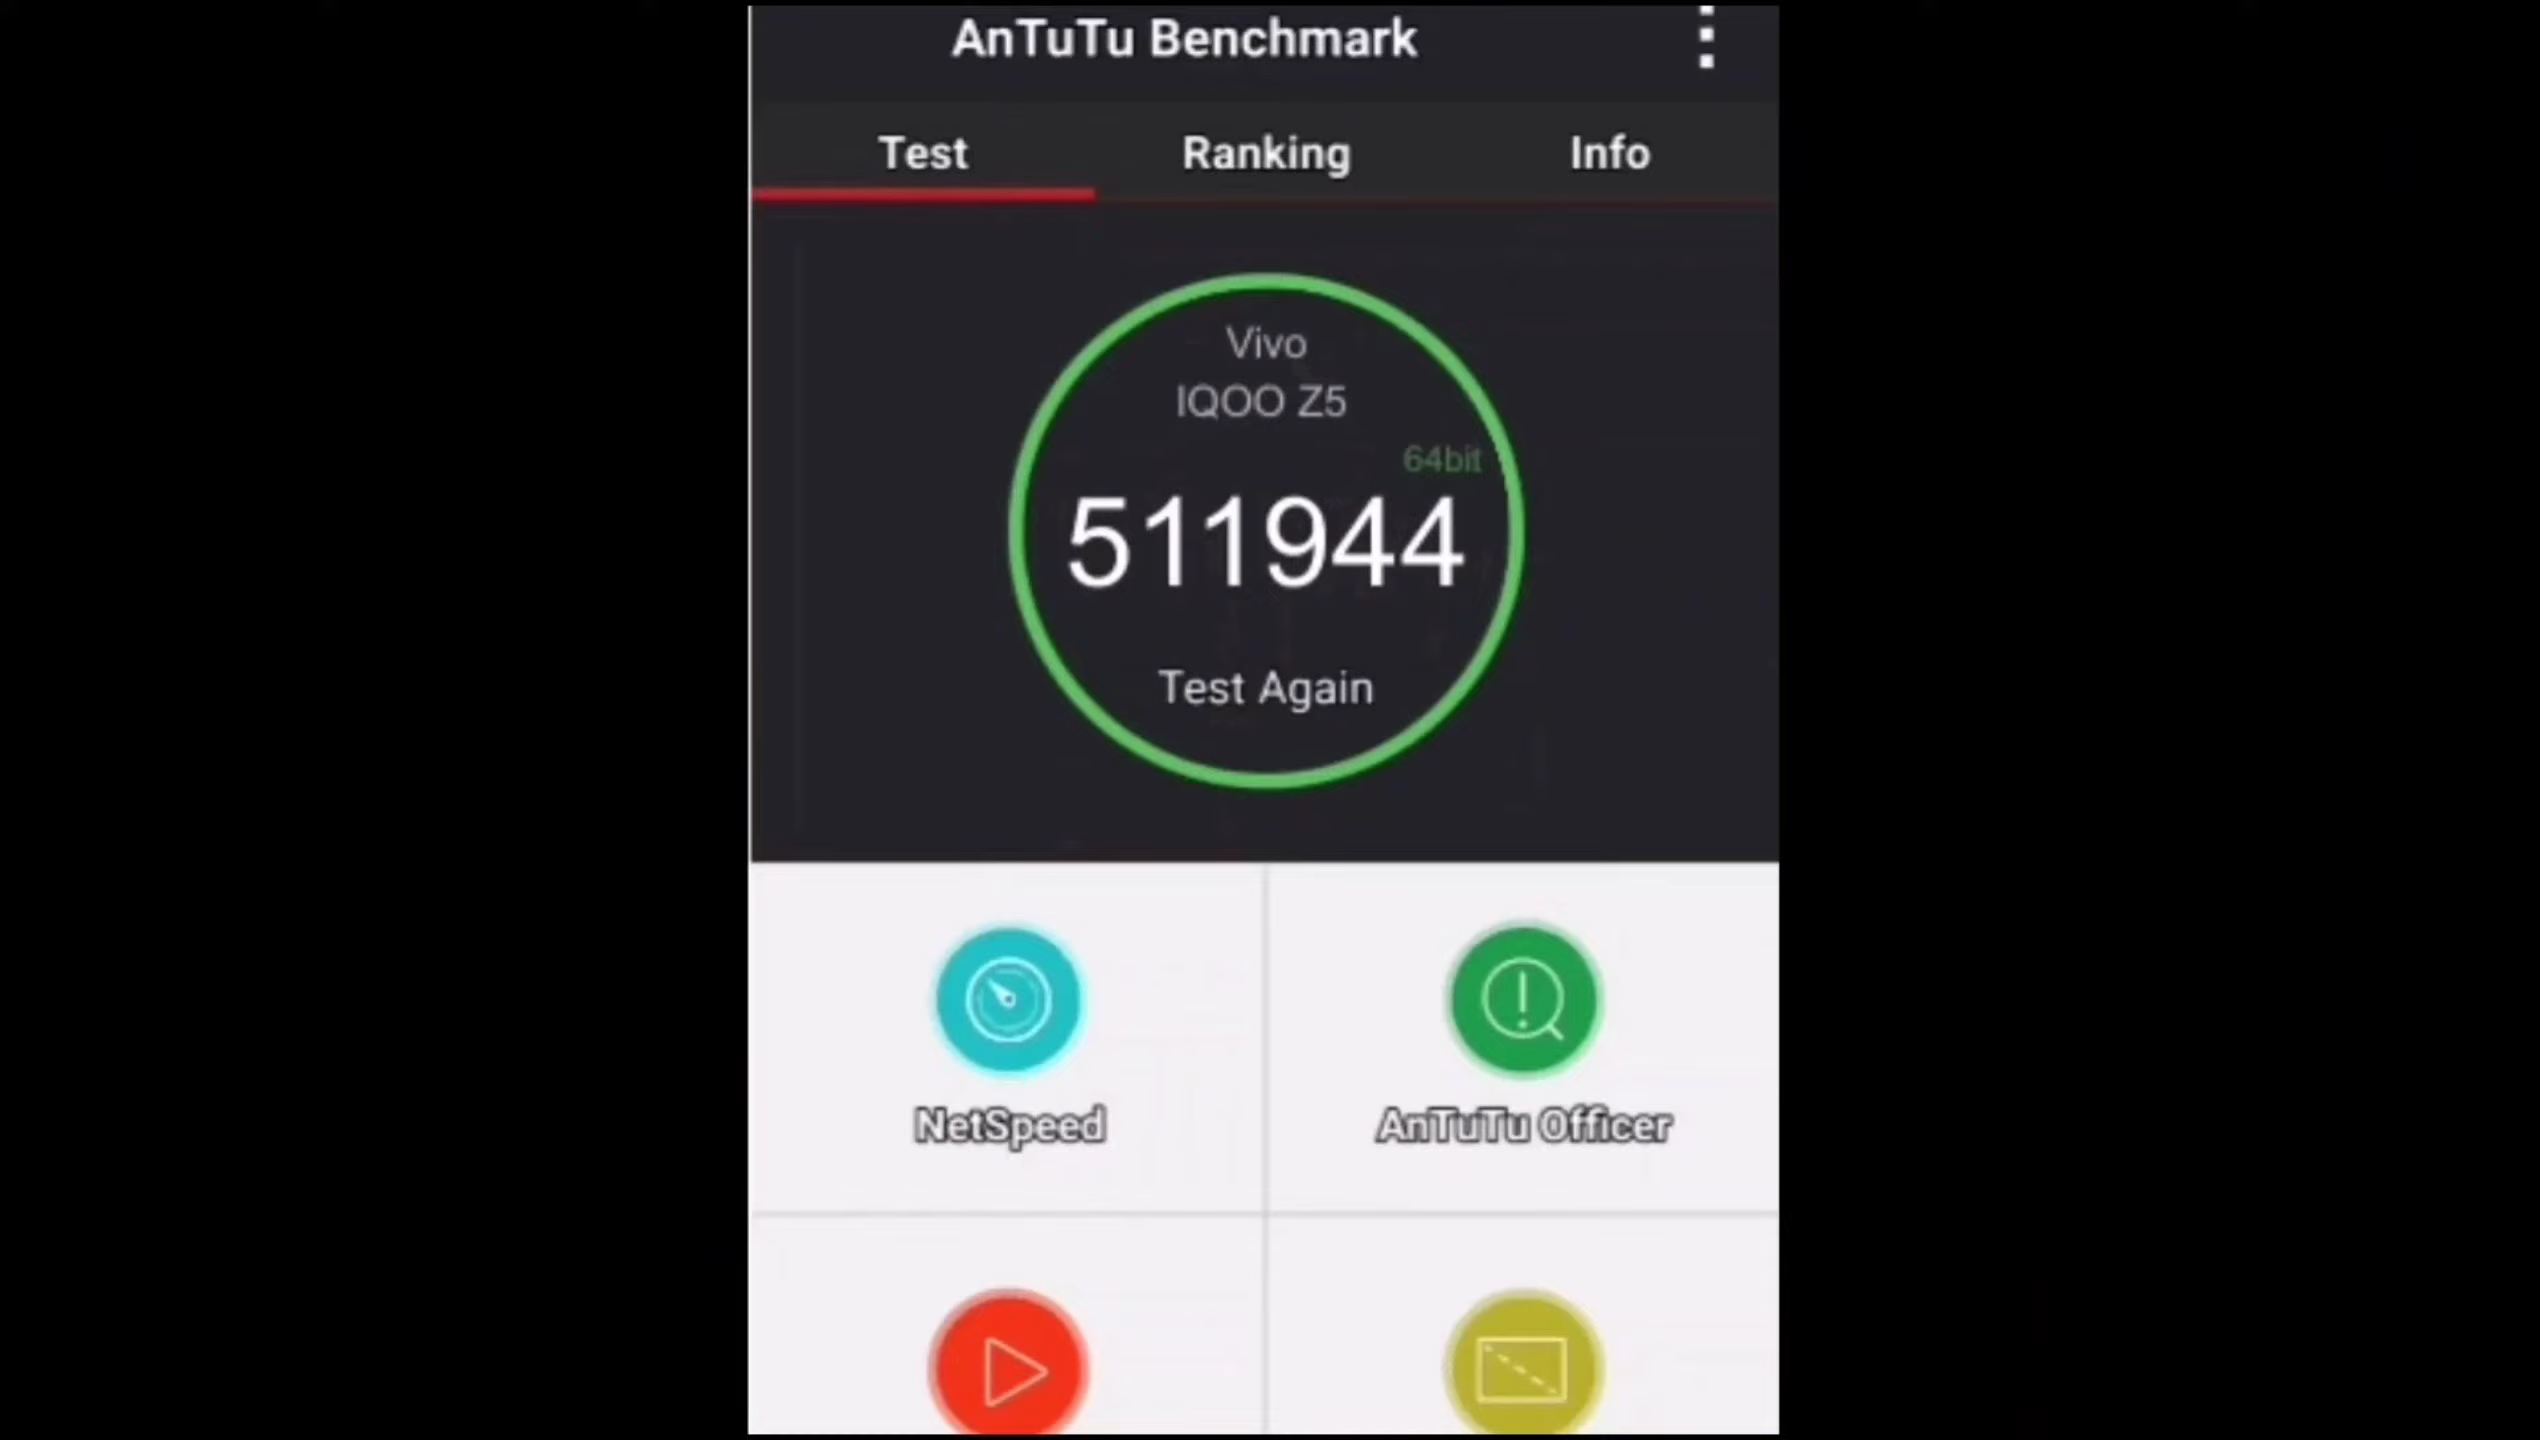 AnTuTu Benchmark
Test
Ranking
Info
Vivo
IQOO Z5
64bit
511944
Test Again
NetSpeed
AnTuTu Officer